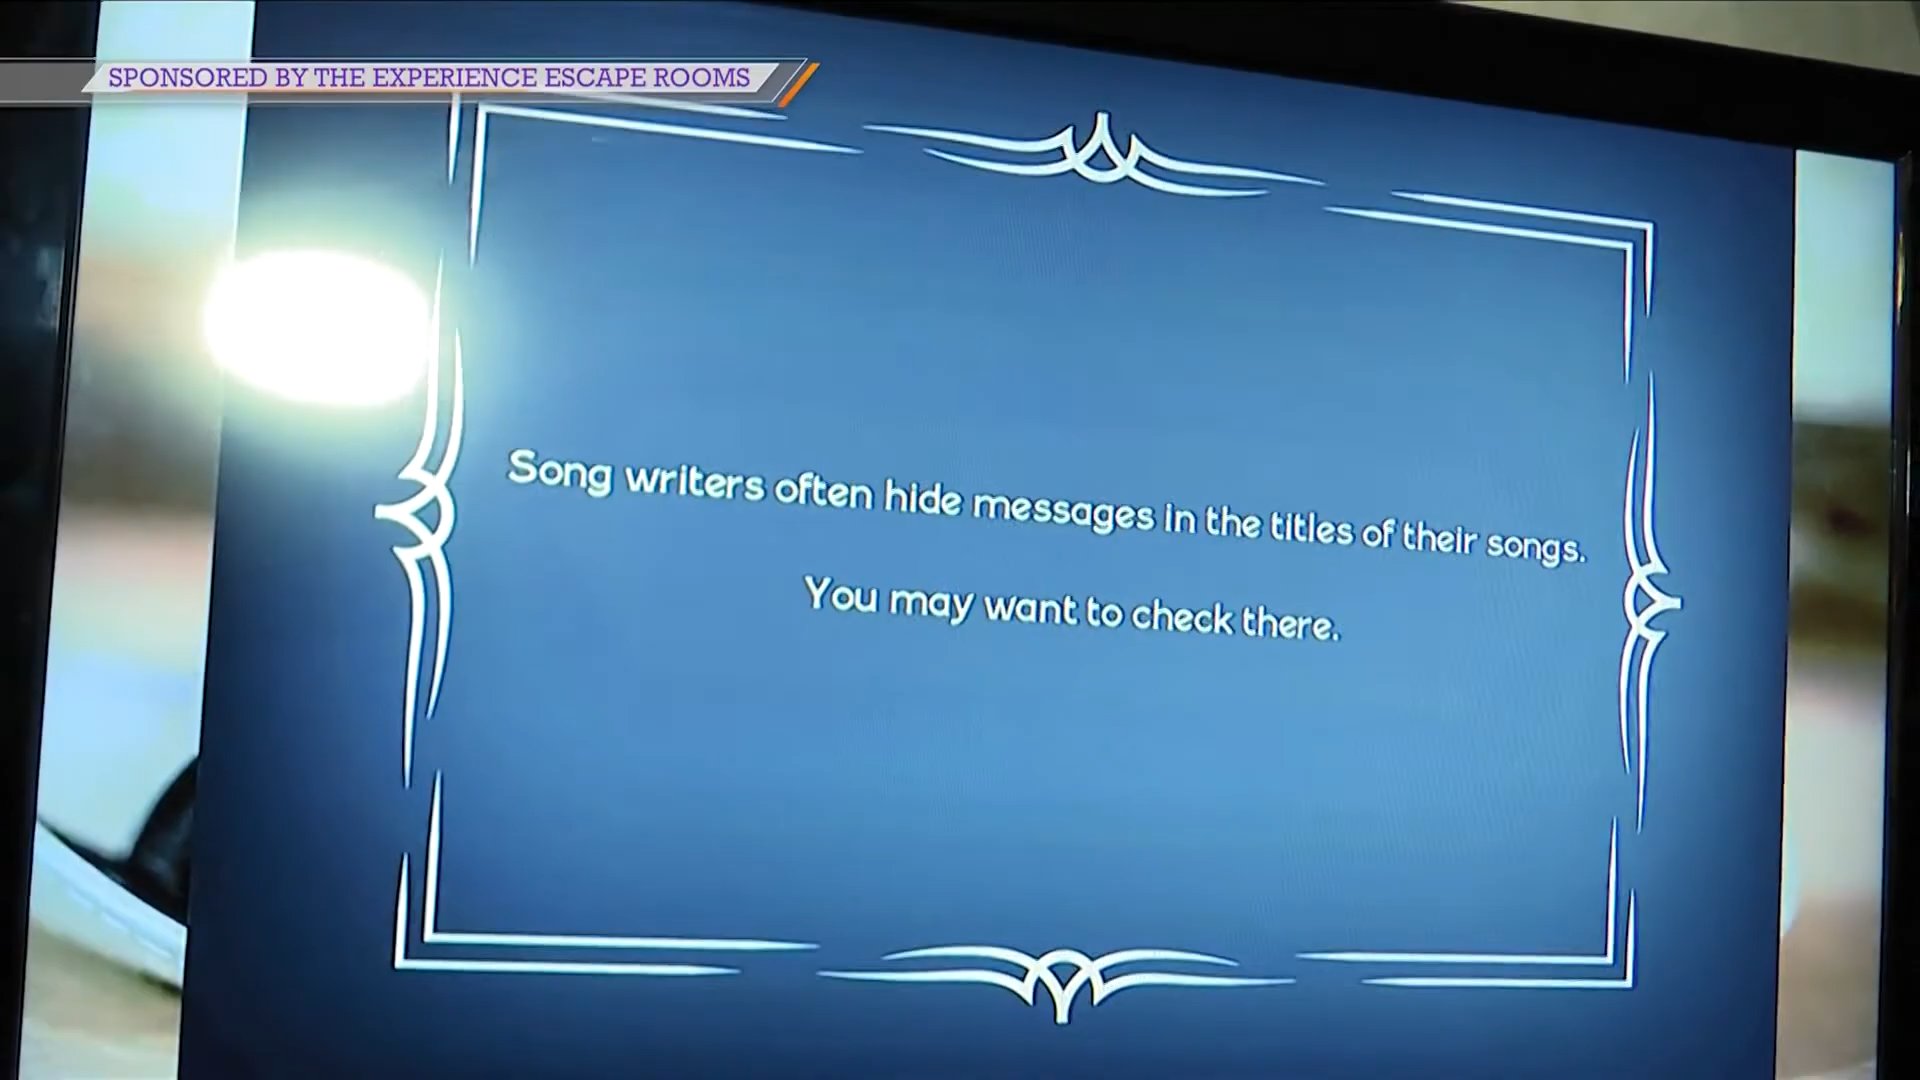 SPONSORED BY THE EXPERIENCE ESCAPE ROOMS
Song writers often hide messages in the titles of their songs.
You may want to check there.